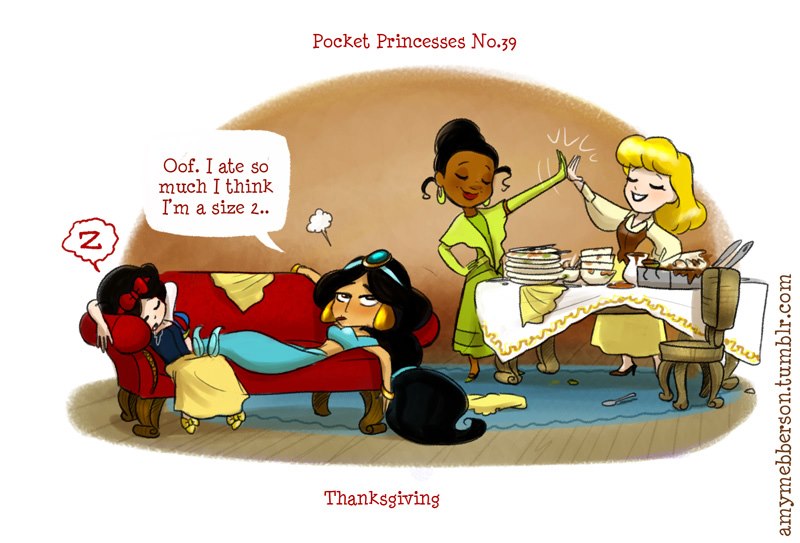 Pocket Princesses No.39
Oof. I ate so
much I think
I'm a size 2..
Z
Thanksgiving
amymebberson.tumblr.com